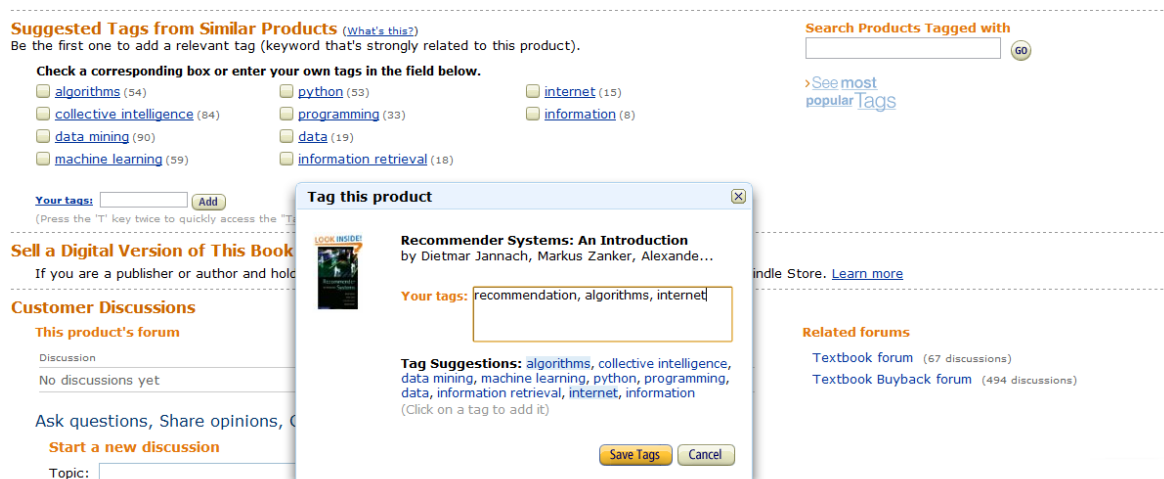 Suggested Tags from Similar Products (What's this?)
Be the first one to add a relevant tag (keyword that's strongly related to this product).
Check a corresponding box or enter your own tags in the field below.
algorithms (54) python (53) internet (15)
collective intelligence (84) programming (33) information (8)
data mining (90) data (19)
machine learning (59) information retrieval (18)
Your tags: Add
(Press the 'T' key twice to quickly access the "Ta
Search Products Tagged with
GO
>See most
popular Tags
Sell a Digital Version of This Book
If you are a publisher or author and hold
ndle Store. Learn more
Customer Discussions
This product's forum
Discussion
No discussions yet
Ask questions, Share opinions,
Start a new discussion
Topic:
Tag this product
LOOK INSIDE!
Recommender
Systems
Recommender Systems: An Introduction
by Dietmar Jannach, Markus Zanker, Alexande...
Your tags: recommendation, algorithms, internet
Tag Suggestions: algorithms, collective intelligence,
data mining, machine learning, python, programming,
data, information retrieval, internet, information
(Click on a tag to add it)
Save Tags Cancel
Related forums
Textbook forum (67 discussions)
Textbook Buyback forum (494 discussions)